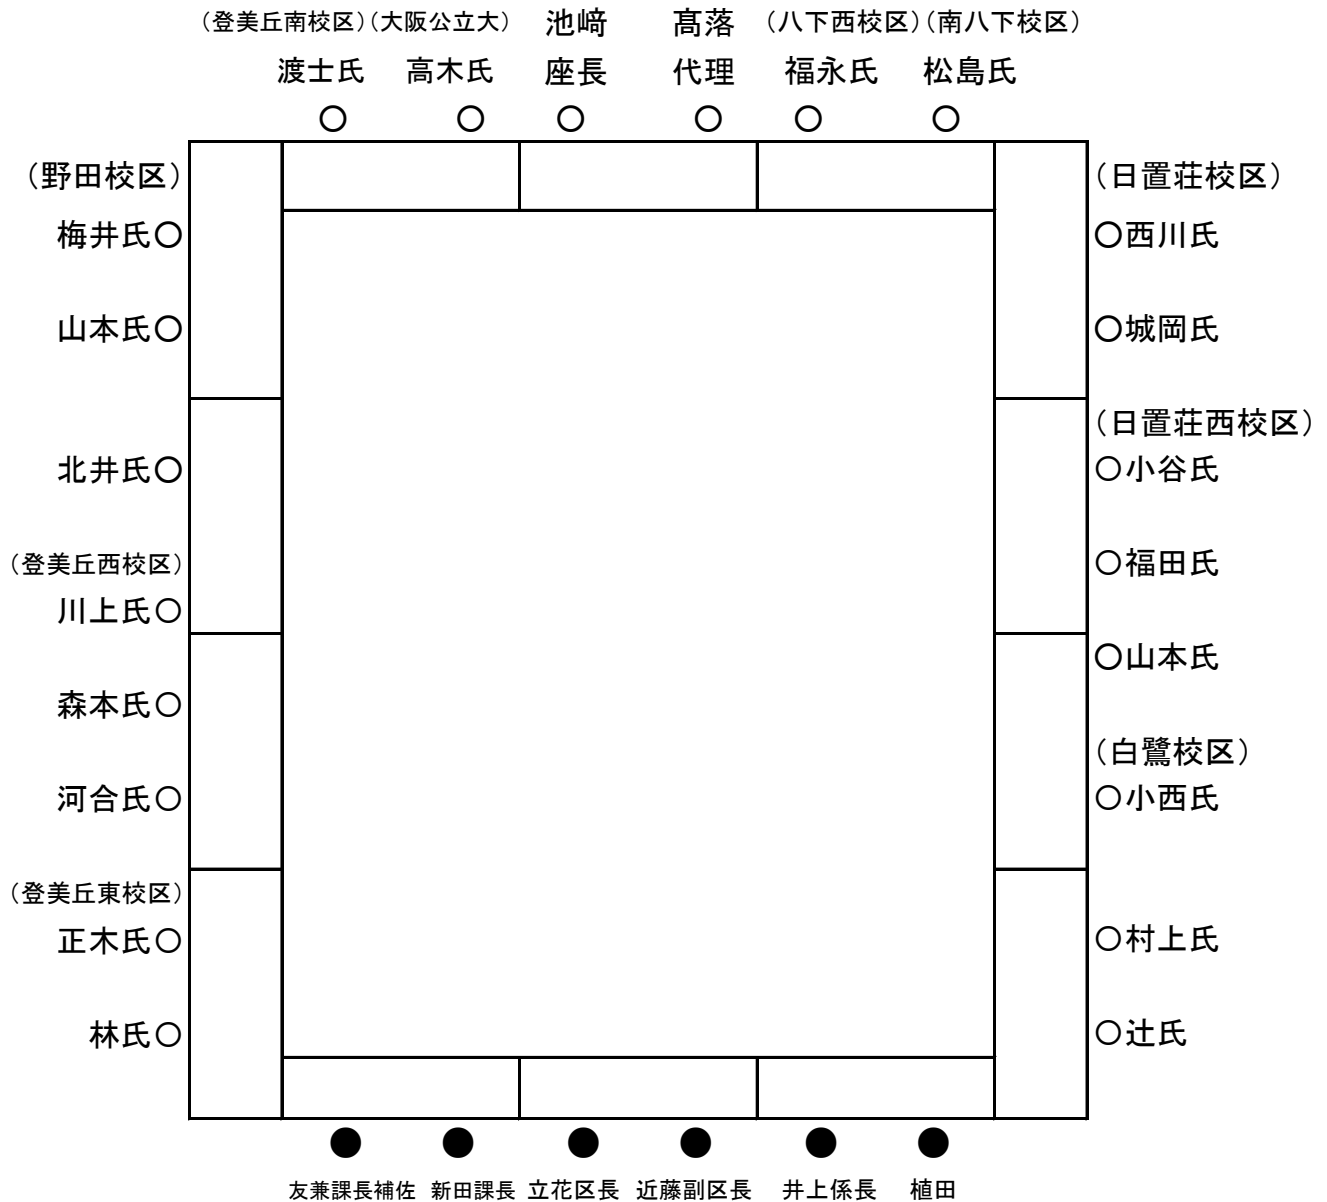 （登美丘南校区）（大阪公立大） 池﨑 髙落 （八下西校区）（南八下校区）
渡士氏 高木氏 座長 代理 福永氏 松島氏
○ ○ ○ ○ ○ ○
（野田校区） （日置荘校区）
梅井氏○ ○西川氏
山本氏○ ○城岡氏
（日置荘西校区）
北井氏○ ○小谷氏
（登美丘西校区） ○福田氏
川上氏○
○山本氏
森本氏○
（白鷺校区）
河合氏○ ○小西氏
（登美丘東校区）
正木氏○ ○村上氏
林氏○ ○辻氏
● ● ● ● ● ●
友兼課長補佐 新田課長 立花区長 近藤副区長 井上係長 植田